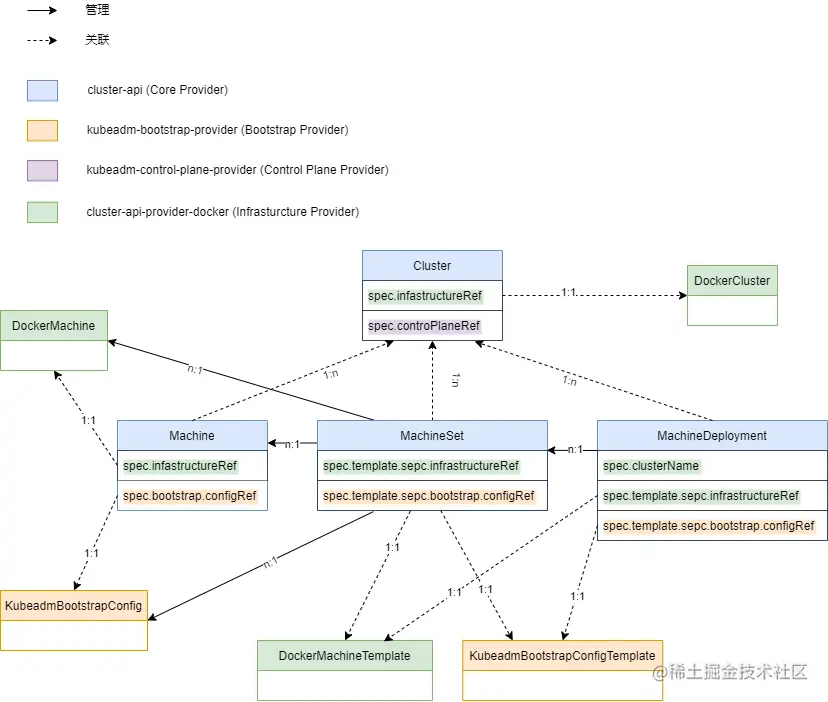 管理
关联
cluster-api (Core Provider)
kubeadm-bootstrap-provider (Bootstrap Provider)
kubeadm-control-plane-provider (Control Plane Provider)
cluster-api-provider-docker (Infrasturcture Provider)
Cluster
spec.infastructureRef
spec.controPlaneRef
1:1
DockerCluster
DockerMachine
n:1
1:n
1:n
1:n
1:1
Machine
spec.infastructureRef
spec.bootstrap.configRef
n:1
MachineSet
spec.template.sepc.infrastructureRef
spec.template.sepc.bootstrap.configRef
n:1
MachineDeployment
spec.clusterName
spec.template.sepc.infrastructureRef
spec.template.sepc.bootstrap.configRef
1:1
n:1
1:1
1:1
1:1
1:1
KubeadmBootstrapConfig
DockerMachineTemplate
KubeadmBootstrapConfigTemplate
@稀土掘金技术社区